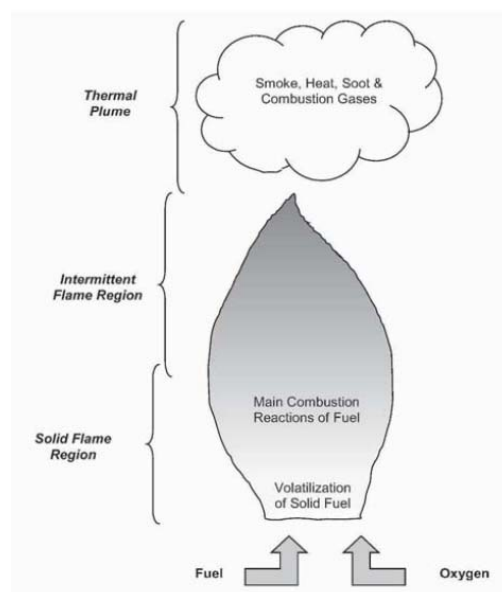 Thermal
Plume
Smoke, Heat, Soot &
Combustion Gases
Intermittent
Flame Region
Main Combustion
Reactions of Fuel
Solid Flame
Region
Volatilization
of Solid Fuel
Fuel
Oxygen